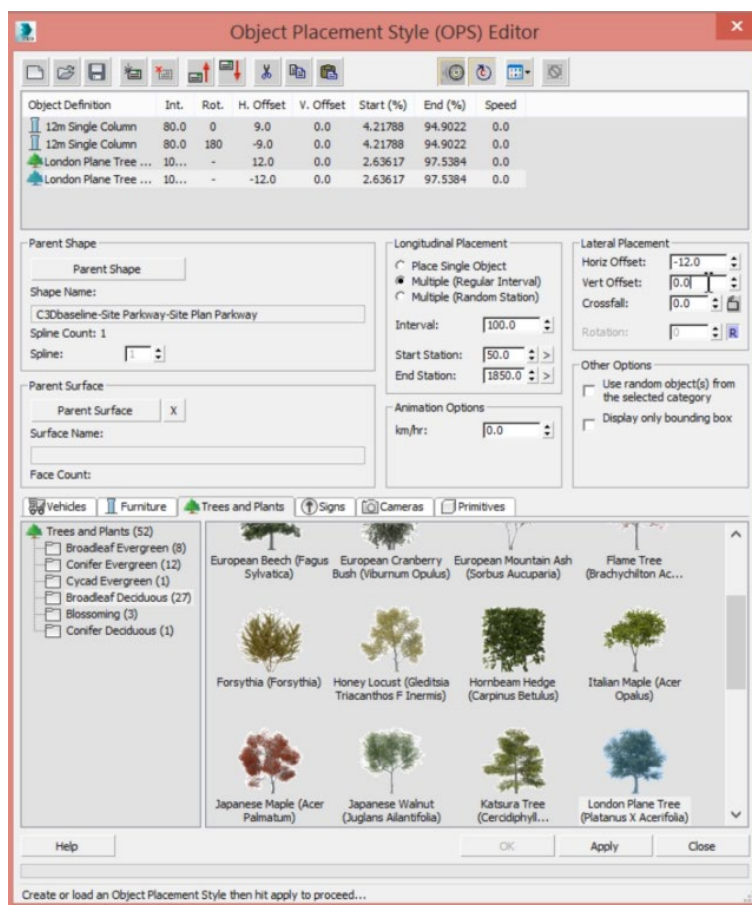 Object Placement Style (OPS) Editor
Object Definition Int. Rot. H. Offset V. Offset Start (%) End (%) Speed
12m Single Column 80.0 0 9.0 0.0 4.21788 94.9022 0.0
12m Single Column 80.0 180 -9.0 0.0 4.21788 94.9022 0.0
London Plane Tree ... 10... - 12.0 0.0 2.63617 97.5384 0.0
London Plane Tree ... 10... - -12.0 0.0 2.63617 97.5384 0.0
Parent Shape
Parent Shape
Shape Name:
C3Dbaseline-Site Parkway-Site Plan Parkway
Spline Count: 1
Spline: 1
Parent Surface
Parent Surface X
Surface Name:
Face Count:
Longitudinal Placement
Place Single Object
Multiple (Regular Interval)
Multiple (Random Station)
Interval: 100.0
Start Station: 50.0 >
End Station: 1850.0 >
Animation Options
km/hr: 0.0
Lateral Placement
Horiz Offset: -12.0
Vert Offset: 0.0
Crossfall: 0.0
Rotation: 0 R
Other Options
Use random object(s) from
the selected category
Display only bounding box
Vehicles Furniture Trees and Plants Signs Cameras Primitives
Trees and Plants (52)
Broadleaf Evergreen (8)
Conifer Evergreen (12)
Cycad Evergreen (1)
Broadleaf Deciduous (27)
Blossoming (3)
Conifer Deciduous (1)
European Beech (Fagus
Sylvatica)
European Cranberry
Bush (Viburnum Opulus)
European Mountain Ash
(Sorbus Aucuparia)
Flame Tree
(Brachychilton Ac...
Forsythia (Forsythia)
Honey Locust (Gleditsia
Triacanthos F Inermis)
Hornbeam Hedge
(Carpinus Betulus)
Italian Maple (Acer
Opalus)
Japanese Maple (Acer
Palmatum)
Japanese Walnut
(Juglans Ailantifolia)
Katsura Tree
(Cercidiphyll...
London Plane Tree
(Platanus X Acerifolia)
Help OK Apply Close
Create or load an Object Placement Style then hit apply to proceed...